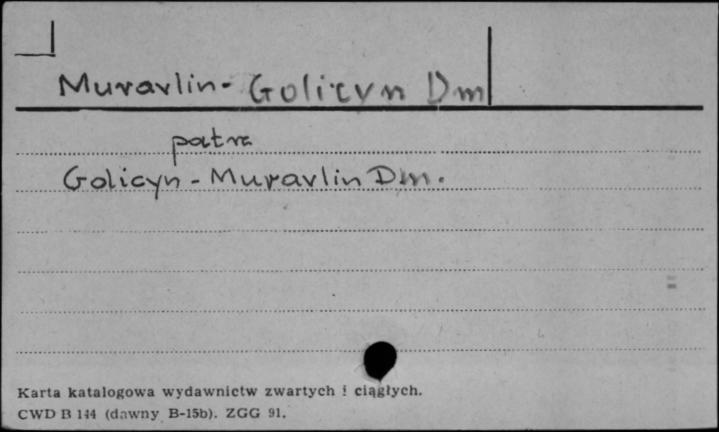 Muravlin - Golicyn Dm
patrz
Golicyn - Muravlin Dm.
Karta katalogowa wydawnictw zwartych i ciągłych.
CWD B 144 (dawny B-15b). ZGG 91.